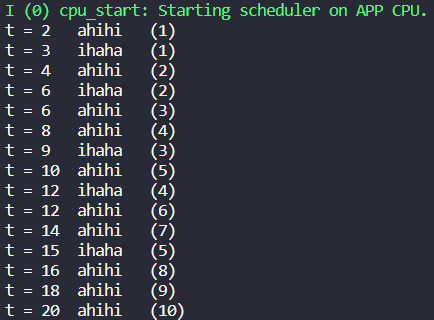 I (0) cpu_start: Starting scheduler on APP CPU.
t = 2 ahihi (1)
t = 3 ihaha (1)
t = 4 ahihi (2)
t = 6 ihaha (2)
t = 6 ahihi (3)
t = 8 ahihi (4)
t = 9 ihaha (3)
t = 10 ahihi (5)
t = 12 ihaha (4)
t = 12 ahihi (6)
t = 14 ahihi (7)
t = 15 ihaha (5)
t = 16 ahihi (8)
t = 18 ahihi (9)
t = 20 ahihi (10)